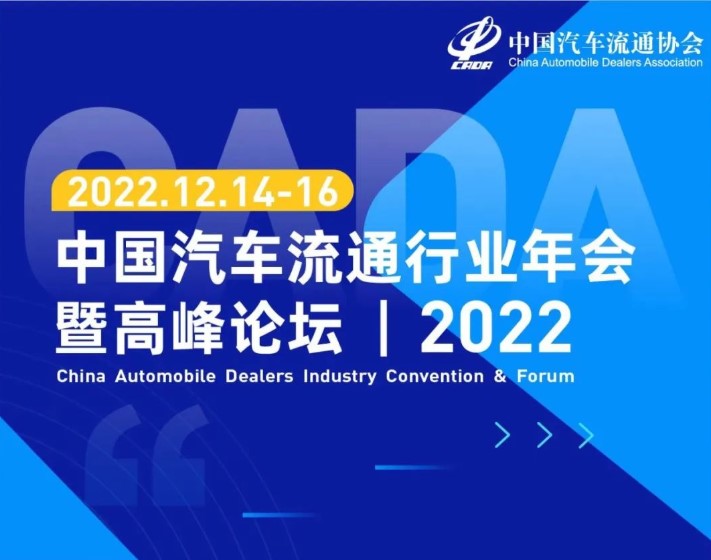 中国汽车流通协会
CADA
China Automobile Dealers Association
CADA
2022.12.14-16
中国汽车流通行业年会
暨高峰论坛 | 2022
China Automobile Dealers Industry Convention & Forum